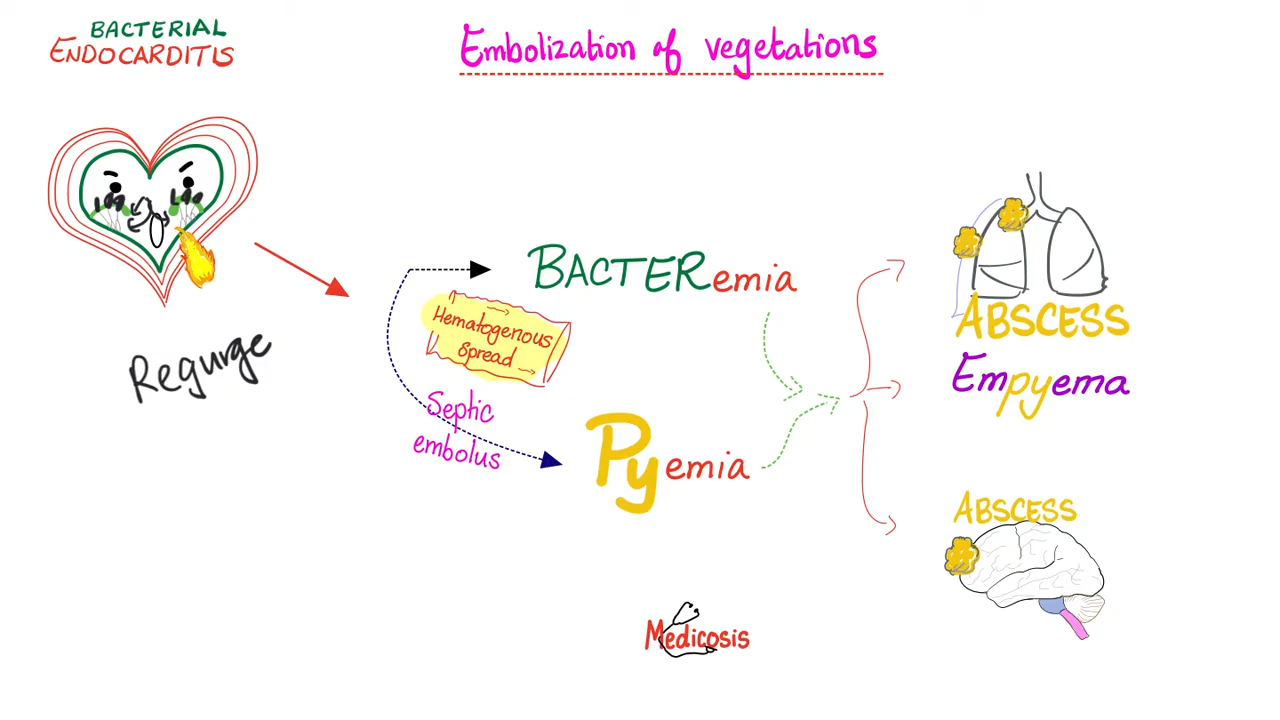 BACTERIAL
ENDOCARDITIS
Embolization of vegetations
Regurge
BACTERemia
Hematogenous
Spread
Septic
embolus
Pyemia
ABSCESS
Empyema
ABSCESS
Medicosis